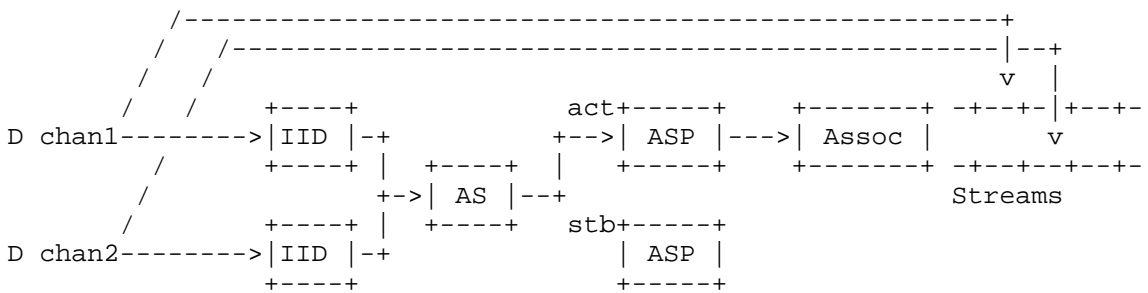 act
D chan1 IID ASP Assoc
AS Streams
stb
D chan2 IID ASP